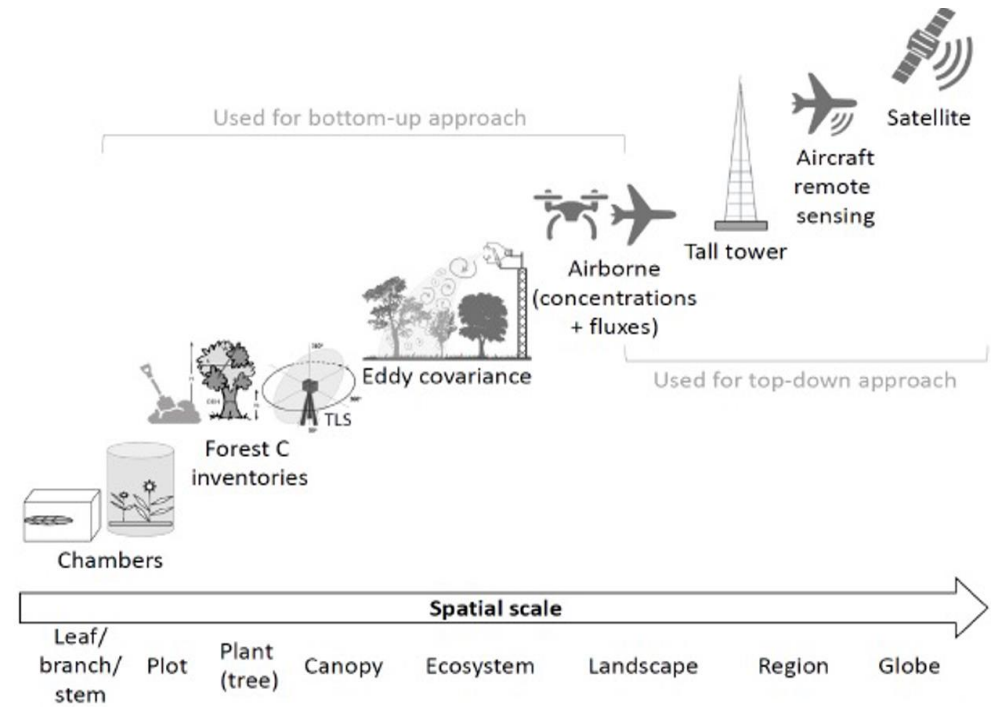 Satellite
Used for bottom-up approach
Aircraft
remote
sensing
Tall tower
Airborne
(concentrations
+ fluxes)
Eddy covariance
Used for top-down approach
TLS
Forest C
inventories
Chambers
Spatial scale
Leaf/
branch/
stem
Plot
Plant
(tree)
Canopy
Ecosystem
Landscape
Region
Globe